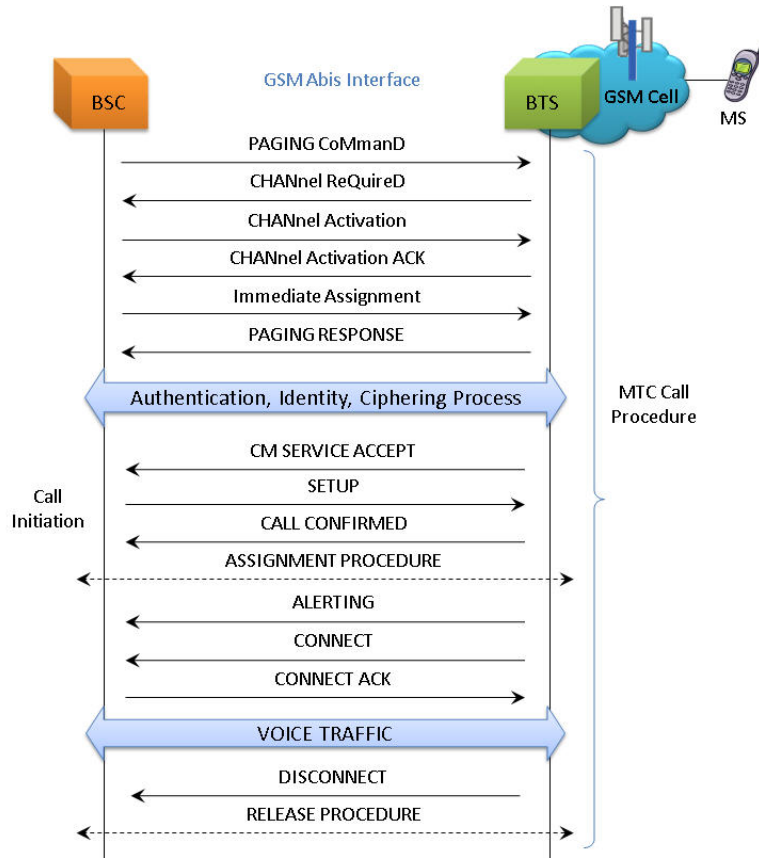 GSM Abis Interface
BSC
BTS
GSM Cell
MS
PAGING CoMmanD
CHANnel ReQuireD
CHANnel Activation
CHANnel Activation ACK
Immediate Assignment
PAGING RESPONSE
Authentication, Identity, Ciphering Process
MTC Call
Procedure
CM SERVICE ACCEPT
SETUP
Call
Initiation
CALL CONFIRMED
ASSIGNMENT PROCEDURE
ALERTING
CONNECT
CONNECT ACK
VOICE TRAFFIC
DISCONNECT
RELEASE PROCEDURE